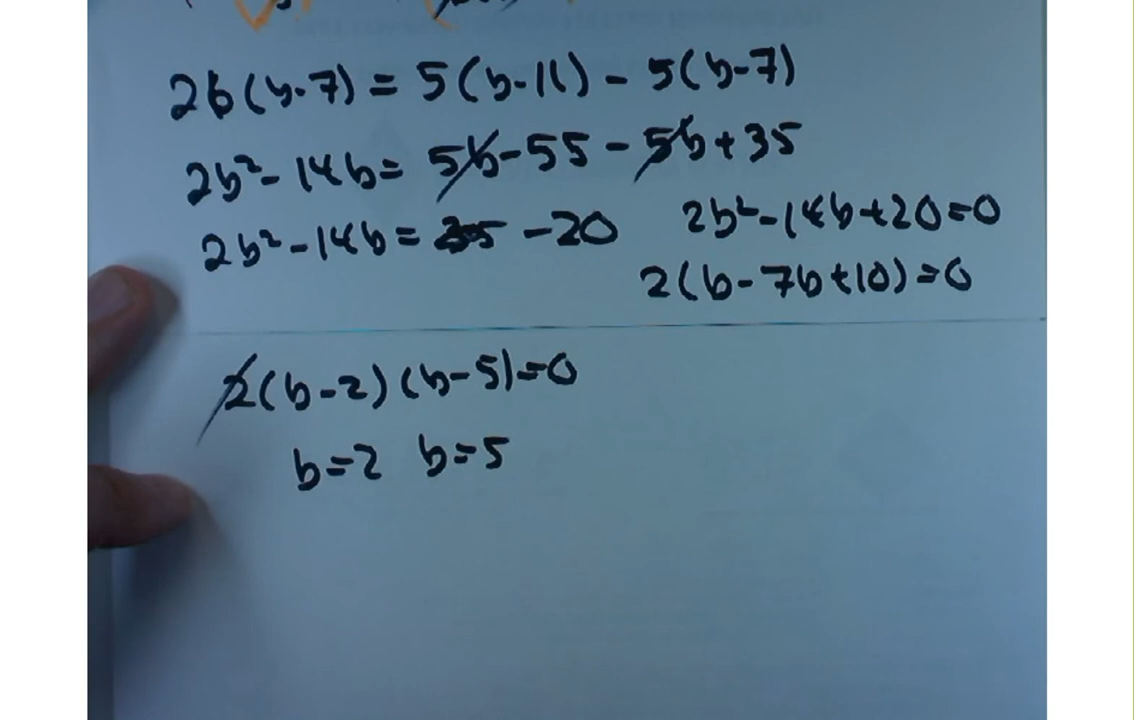 2b(b-7) = 5(b-11) - 5(b-7)
2b²-14b= 5b-55-5b+35
2b²-14b= -20
2b²-14b+20=0
2(b-7b+10)=0
2(b-2)(b-5)=0
b=2 b=5